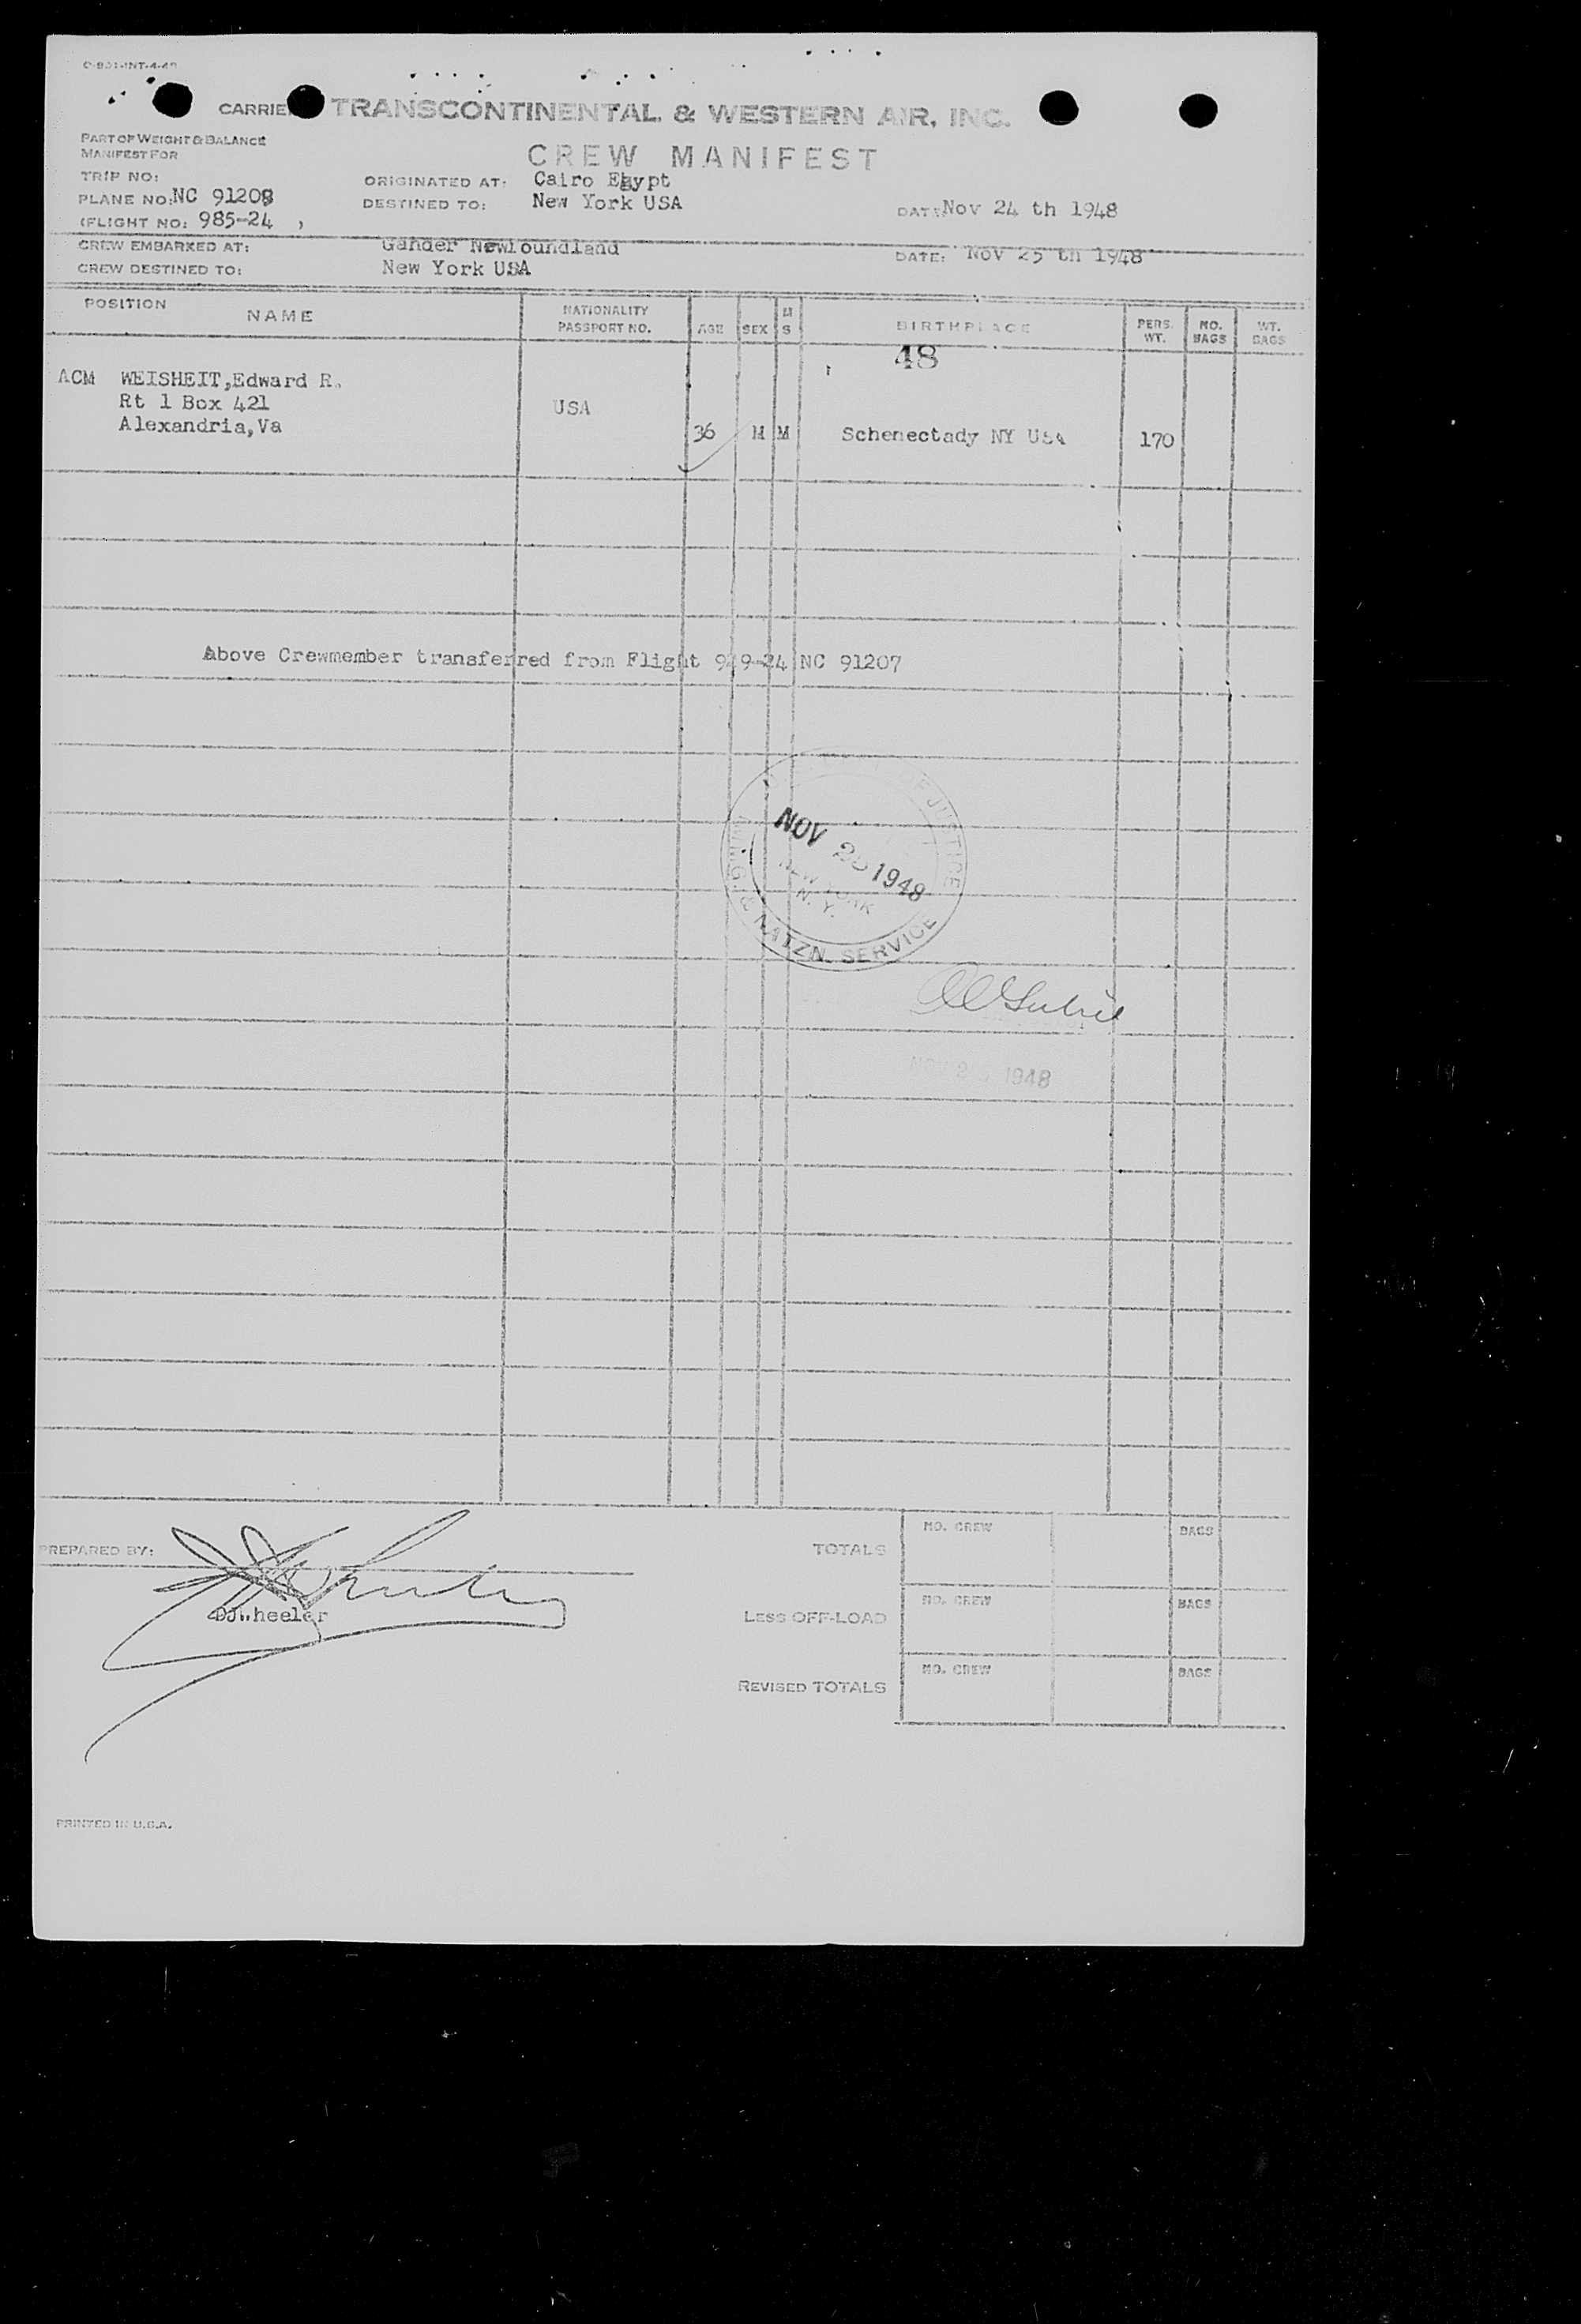 CARRIE TRANSCONTINENTAL & WESTERN AIR, INC.
PART OF WEIGHT & BALANCE
MANIFEST FOR
CREW MANIFEST
TRIP NO:
ORIGINATED AT: Cairo Egypt
PLANE NO: NC 91208
DESTINED TO: New York USA
DATE: Nov 24 th 1948
(FLIGHT NO: 985-24 )
CREW EMBARKED AT: Gander Newfoundland
DATE: Nov 25 th 1948
CREW DESTINED TO: New York USA
POSITION NAME NATIONALITY PASSPORT NO. AGE SEX M S BIRTHPLACE PERS. WT. NO. BAGS WT. BAGS
48
ACM WEISHEIT,Edward R.
Rt 1 Box 421
USA
Alexandria,Va
36 M M Schenectady NY USA 170
Above Crewmember transferred from Flight NC 91207
OF JUSTICE
NOV 1948
NEW YORK
N. Y.
IMMG. & NATZN. SERVICE
1948
PREPARED BY:
TOTALS NO. CREW BAGS
LESS OFF-LOAD NO. CREW BAGS
REVISED TOTALS NO. CREW BAGS
PRINTED IN U.S.A.